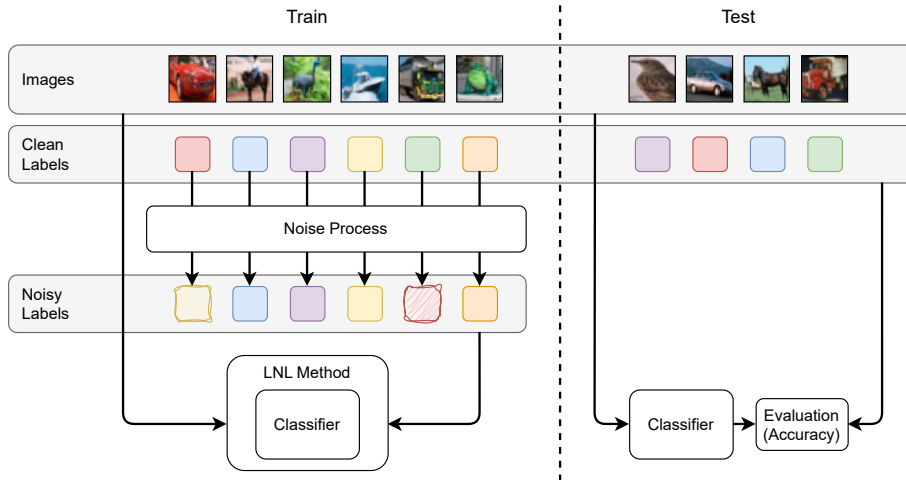 Train
Test
Images
Clean
Labels
Noise Process
Noisy
Labels
LNL Method
Classifier
Classifier
Evaluation
(Accuracy)